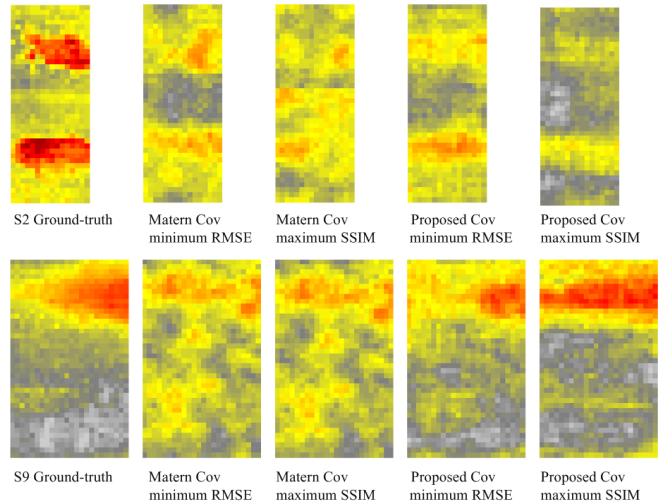 S2 Ground-truth
Matern Cov
minimum RMSE
Matern Cov
maximum SSIM
Proposed Cov
minimum RMSE
Proposed Cov
maximum SSIM
S9 Ground-truth
Matern Cov
minimum RMSE
Matern Cov
maximum SSIM
Proposed Cov
minimum RMSE
Proposed Cov
maximum SSIM